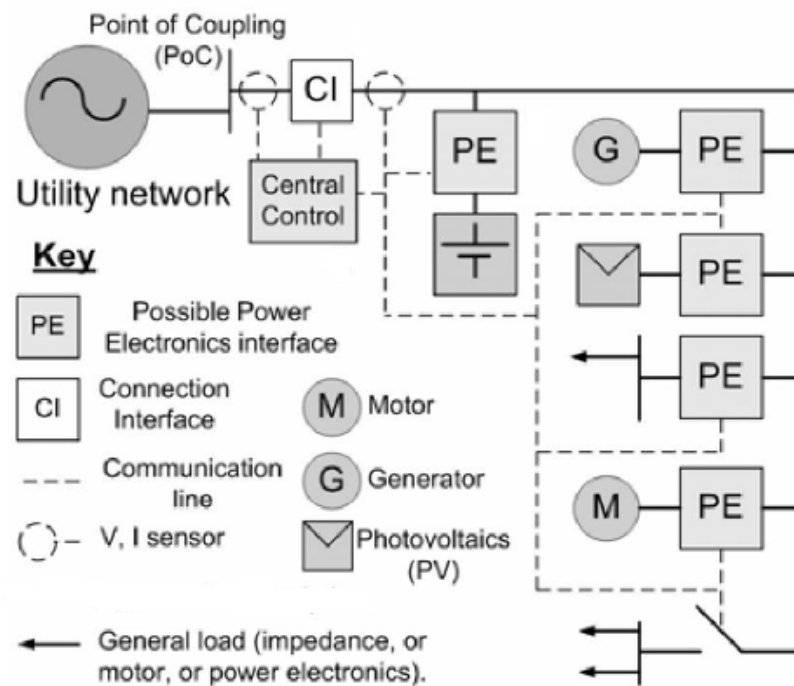 Point of Coupling
(PoC)
CI
PE
G
PE
Utility network
Central
Control
PE
Key
PE
Possible Power
Electronics interface
PE
CI
Connection
Interface
M
Motor
Communication
line
G
Generator
M
PE
V, I sensor
Photovoltaics
(PV)
General load (impedance, or
motor, or power electronics).